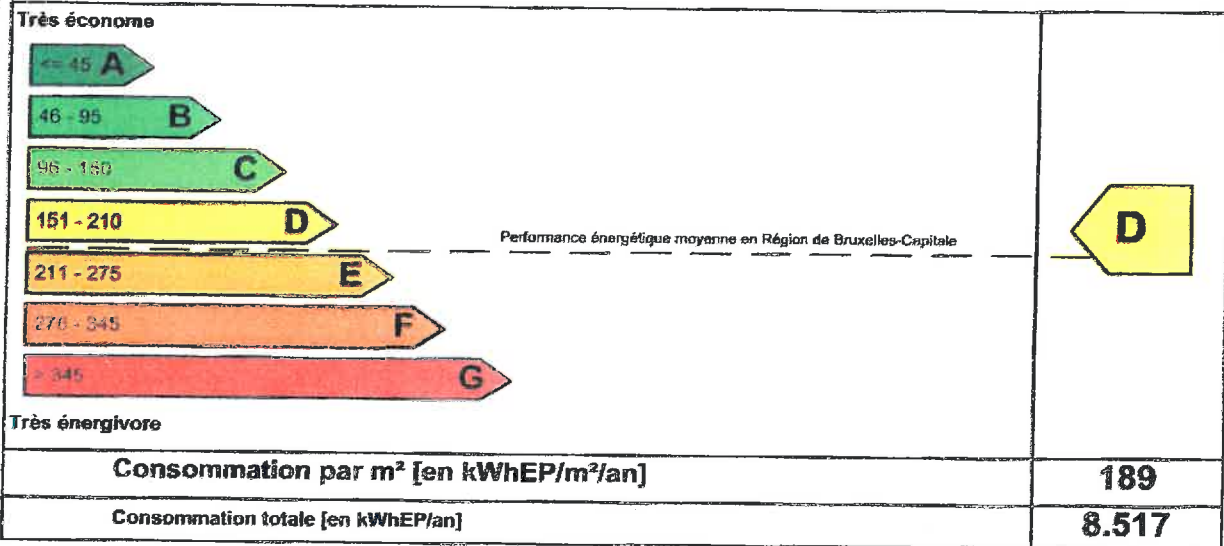 Très économe
<= 45 A
46 - 95 B
96 - 150 C
151 - 210 D
Performance énergétique moyenne en Région de Bruxelles-Capitale
D
211 - 275 E
276 - 345 F
> 345 G
Très énergivore
Consommation par m² [en kWhEP/m²/an] 189
Consommation totale [en kWhEP/an] 8.517